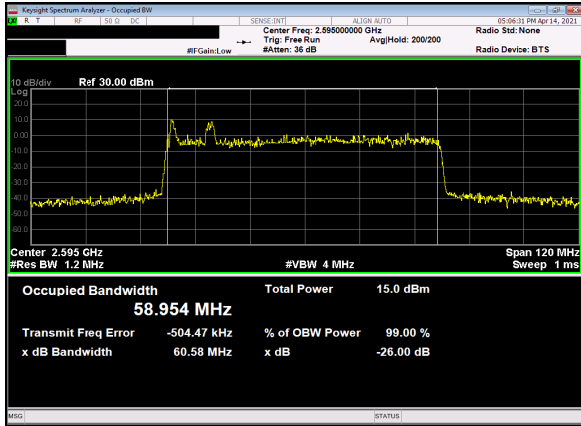 Keysight Spectrum Analyzer - Occupied BW
R T RF 50 Ω DC SENSE:INT ALIGN AUTO 05:06:31 PM Apr 14, 2021
Center Freq: 2.595000000 GHz Radio Std: None
Trig: Free Run Avg|Hold: 200/200
#IFGain:Low #Atten: 36 dB Radio Device: BTS
10 dB/div Ref 30.00 dBm
Log
20.0
10.0
0.00
-10.0
-20.0
-30.0
-40.0
-50.0
-60.0
Center 2.595 GHz Span 120 MHz
#Res BW 1.2 MHz #VBW 4 MHz Sweep 1 ms
Occupied Bandwidth Total Power 15.0 dBm
58.954 MHz
Transmit Freq Error -504.47 kHz % of OBW Power 99.00 %
x dB Bandwidth 60.58 MHz x dB -26.00 dB
MSG STATUS